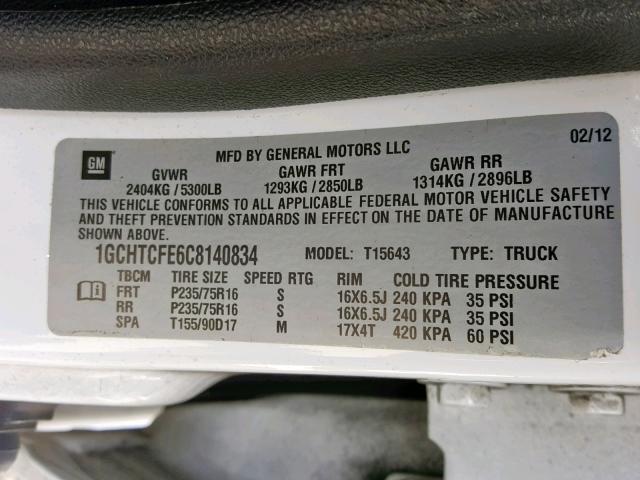 MFD BY GENERAL MOTORS LLC 02/12
GM GVWR GAWR FRT GAWR RR
2404KG / 5300LB 1293KG / 2850LB 1314KG / 2896LB
THIS VEHICLE CONFORMS TO ALL APPLICABLE FEDERAL MOTOR VEHICLE SAFETY
AND THEFT PREVENTION STANDARDS IN EFFECT ON THE DATE OF MANUFACTURE
1GCHTCFE6C8140834 MODEL: T15643 TYPE: TRUCK
TBCM TIRE SIZE SPEED RTG RIM COLD TIRE PRESSURE
FRT P235/75R16 S 16X6.5J 240 KPA 35 PSI
RR P235/75R16 S 16X6.5J 240 KPA 35 PSI
SPA T155/90D17 M 17X4T 420 KPA 60 PSI